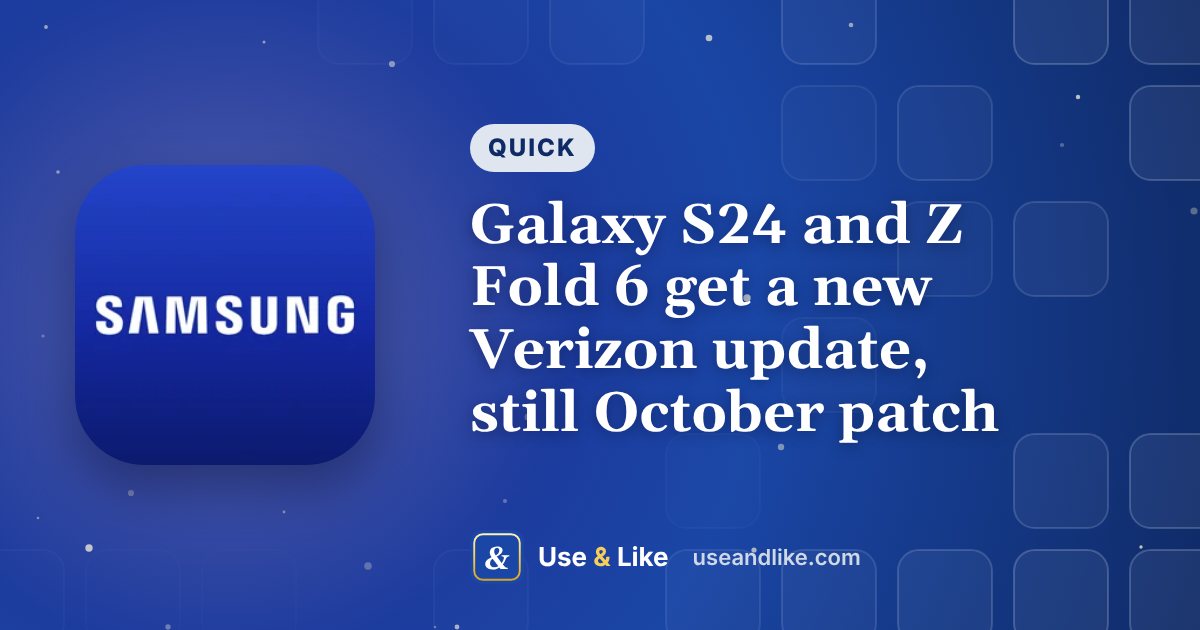 SAMSUNG
QUICK
Galaxy S24 and Z
Fold 6 get a new
Verizon update,
still October patch
& Use & Like useandlike.com